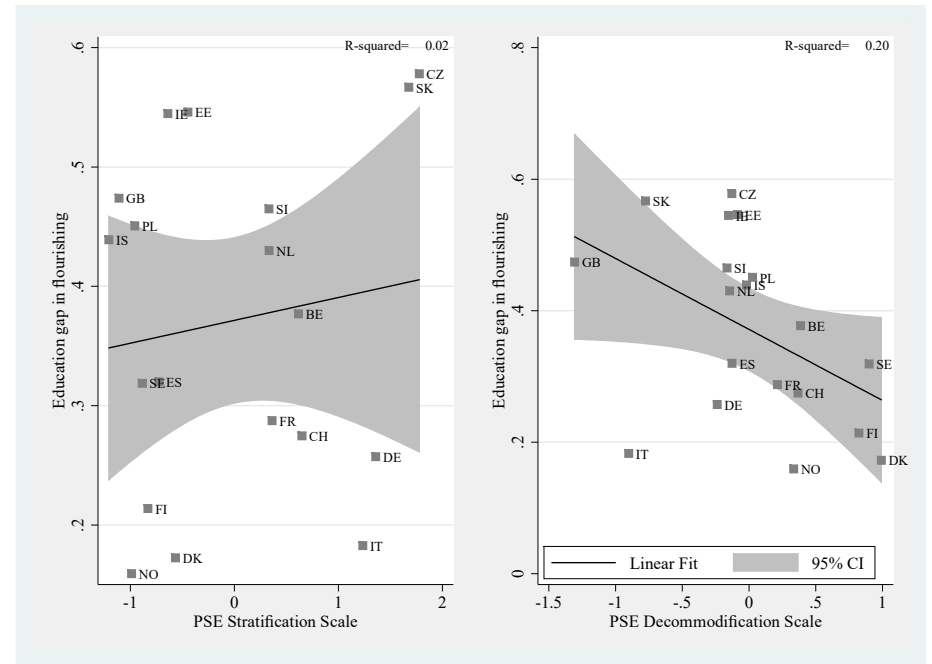 R-squared= 0.02
Education gap in flourishing
.6
.5
.4
.3
.2
CZ
SK
IE
EE
GB
PL
IS
SI
NL
BE
SE
ES
FR
CH
DE
FI
IT
DK
NO
-1
0
1
2
PSE Stratification Scale
R-squared= 0.20
Education gap in flourishing
.8
.6
.4
.2
0
CZ
SK
IE
EE
GB
SI
PL
IS
NL
BE
ES
SE
FR
CH
DE
FI
IT
DK
NO
Linear Fit
95% CI
-1.5
-1
-.5
0
.5
1
PSE Decommodification Scale